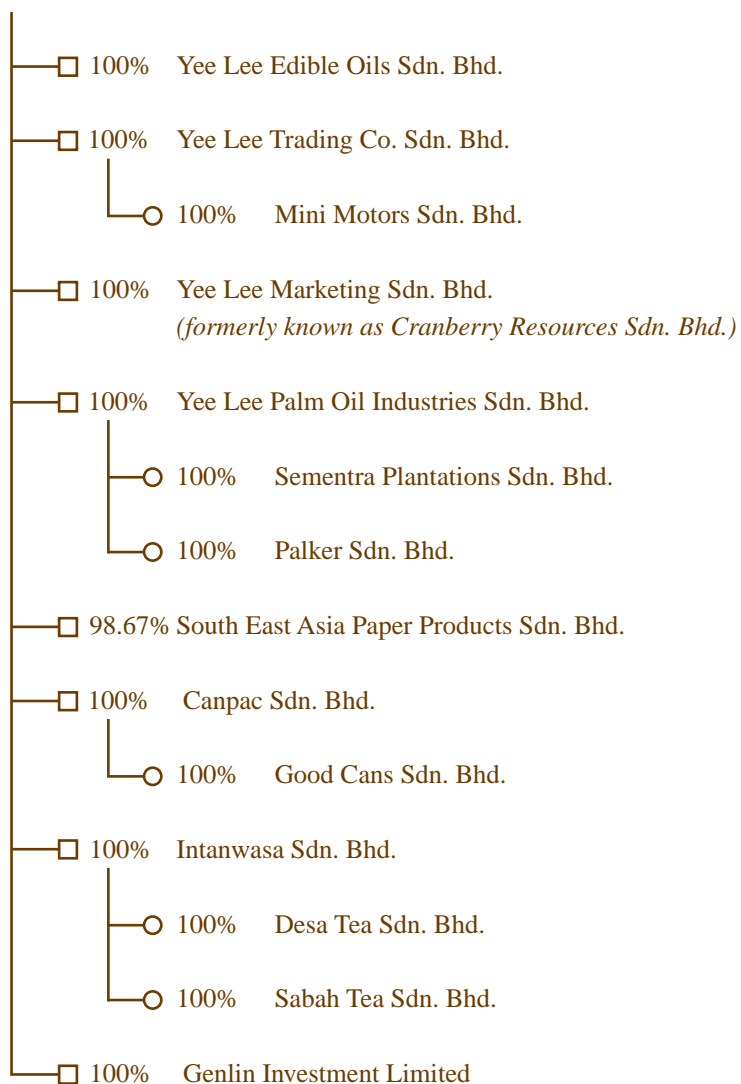 100% Yee Lee Edible Oils Sdn. Bhd.
100% Yee Lee Trading Co. Sdn. Bhd.
100% Mini Motors Sdn. Bhd.
100% Yee Lee Marketing Sdn. Bhd.
(formerly known as Cranberry Resources Sdn. Bhd.)
100% Yee Lee Palm Oil Industries Sdn. Bhd.
100% Sementra Plantations Sdn. Bhd.
100% Palker Sdn. Bhd.
98.67% South East Asia Paper Products Sdn. Bhd.
100% Canpac Sdn. Bhd.
100% Good Cans Sdn. Bhd.
100% Intanwasa Sdn. Bhd.
100% Desa Tea Sdn. Bhd.
100% Sabah Tea Sdn. Bhd.
100% Genlin Investment Limited